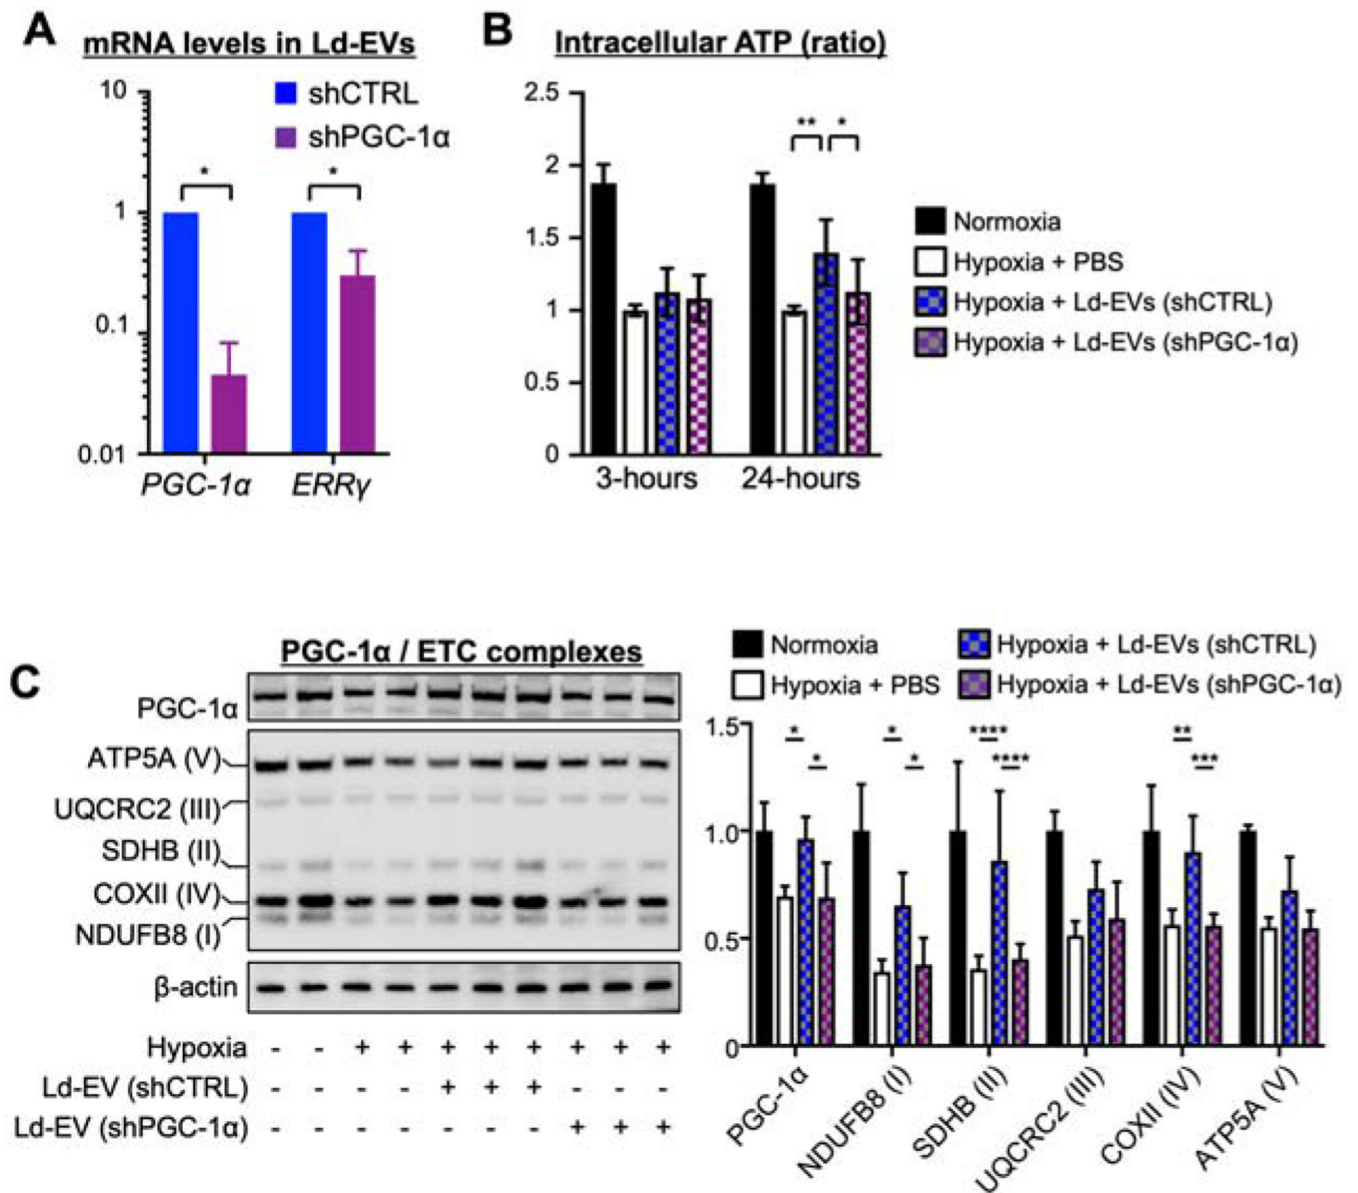 A
mRNA levels in Ld-EVs
shCTRL
shPGC-1α
10
1
0.1
0.01
*
*
PGC-1α
ERRγ
B
Intracellular ATP (ratio)
2.5
2
1.5
1
0.5
0
** *
3-hours
24-hours
Normoxia
Hypoxia + PBS
Hypoxia + Ld-EVs (shCTRL)
Hypoxia + Ld-EVs (shPGC-1α)
C
PGC-1α / ETC complexes
PGC-1α
ATP5A (V)
UQCRC2 (III)
SDHB (II)
COXII (IV)
NDUFB8 (I)
β-actin
Hypoxia - - + + + + + + + +
Ld-EV (shCTRL) - - - - + + + - - -
Ld-EV (shPGC-1α) - - - - - - - + + +
Normoxia
Hypoxia + PBS
Hypoxia + Ld-EVs (shCTRL)
Hypoxia + Ld-EVs (shPGC-1α)
1.5
1.0
0.5
0
* * **** **
* * **** ***
PGC-1α
NDUFB8 (I)
SDHB (II)
UQCRC2 (III)
COXII (IV)
ATP5A (V)